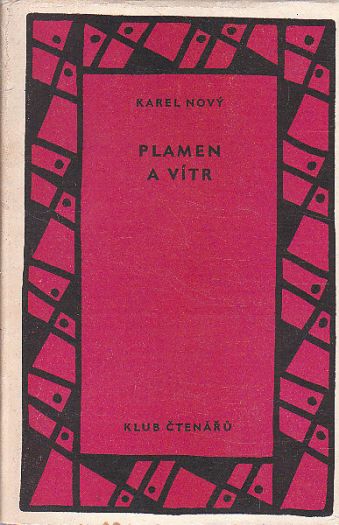 KAREL NOVÝ
PLAMEN
A VÍTR
KLUB ČTENÁŘŮ